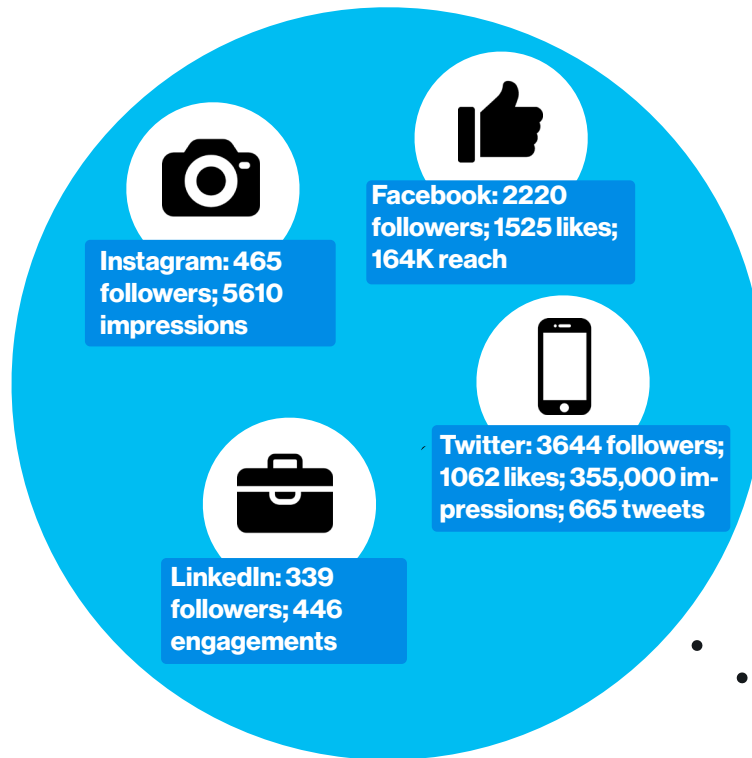 Facebook: 2220
followers; 1525 likes;
164K reach
Instagram: 465
followers; 5610
impressions
Twitter: 3644 followers;
1062 likes; 355,000 im-
pressions; 665 tweets
LinkedIn: 339
followers; 446
engagements